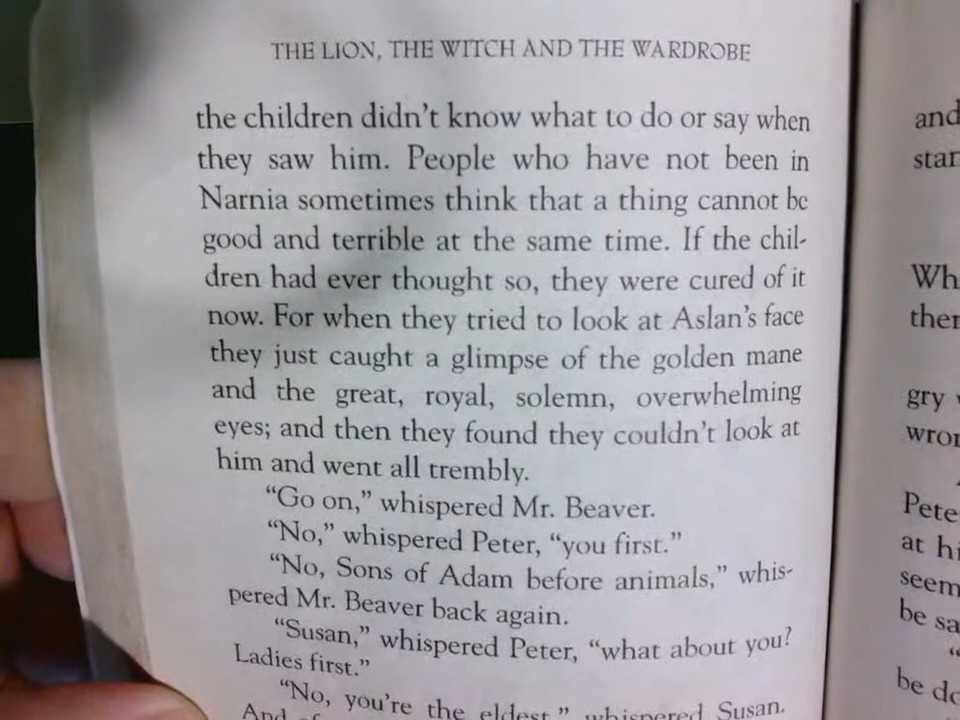 THE LION, THE WITCH AND THE WARDROBE
the children didn't know what to do or say when
they saw him. People who have not been in
Narnia sometimes think that a thing cannot be
good and terrible at the same time. If the chil-
dren had ever thought so, they were cured of it
now. For when they tried to look at Aslan's face
they just caught a glimpse of the golden mane
and the great, royal, solemn, overwhelming
eyes; and then they found they couldn't look at
him and went all trembly.
"Go on," whispered Mr. Beaver.
"No," whispered Peter, "you first."
"No, Sons of Adam before animals," whis-
pered Mr. Beaver back again.
"Susan," whispered Peter, "what about you?
Ladies first."
"No, you're the eldest," whispered Susan.
And of
and
Pete
at
be
be